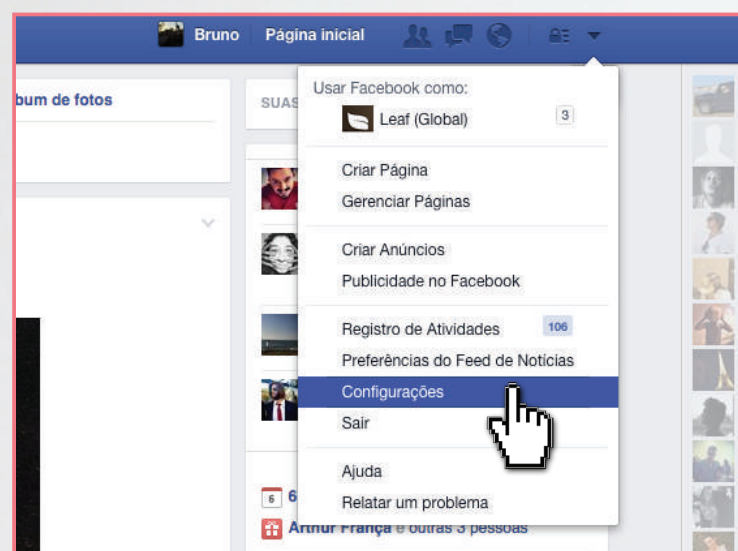 Bruno Página inicial
bum de fotos
SUAS
Usar Facebook como:
Leaf (Global) 3
Criar Página
Gerenciar Páginas
Criar Anúncios
Publicidade no Facebook
Registro de Atividades 106
Preferências do Feed de Notícias
Configurações
Sair
Ajuda
Relatar um problema
6 6
Arthur França e outras 3 pessoas